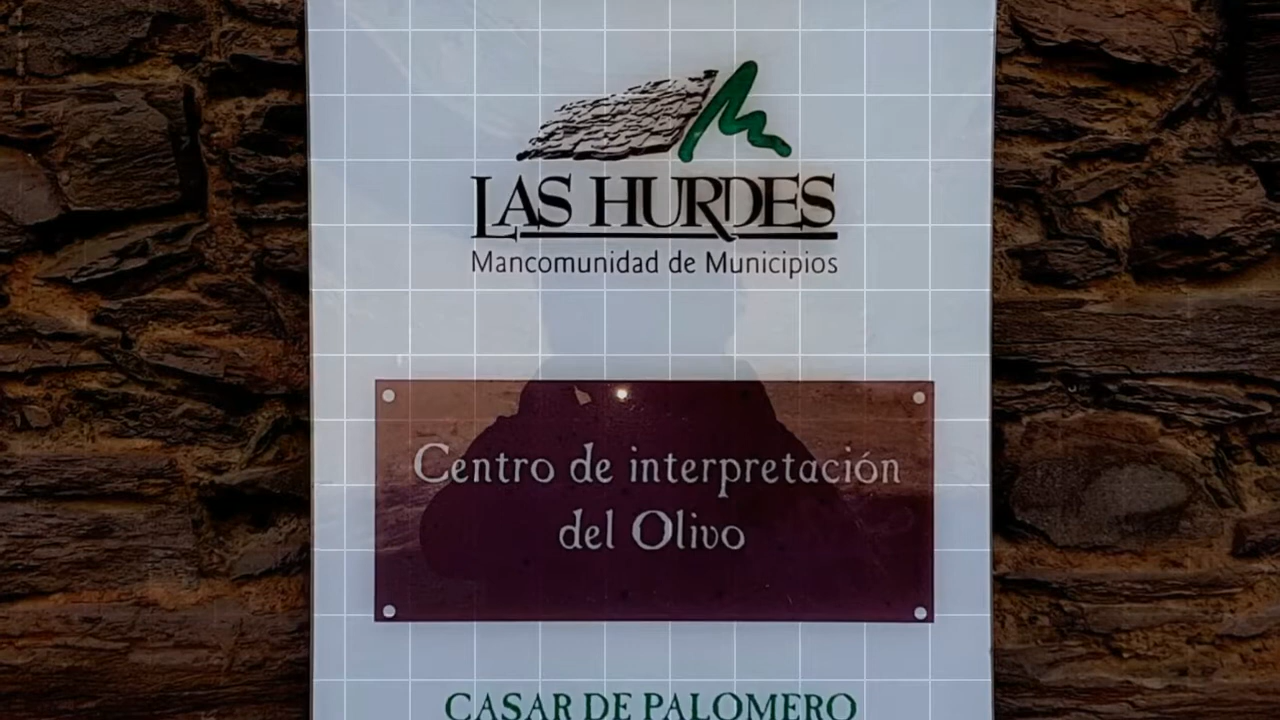 LAS HURDES
Mancomunidad de Municipios
Centro de interpretación
del Olivo
CASAR DE PALOMERO